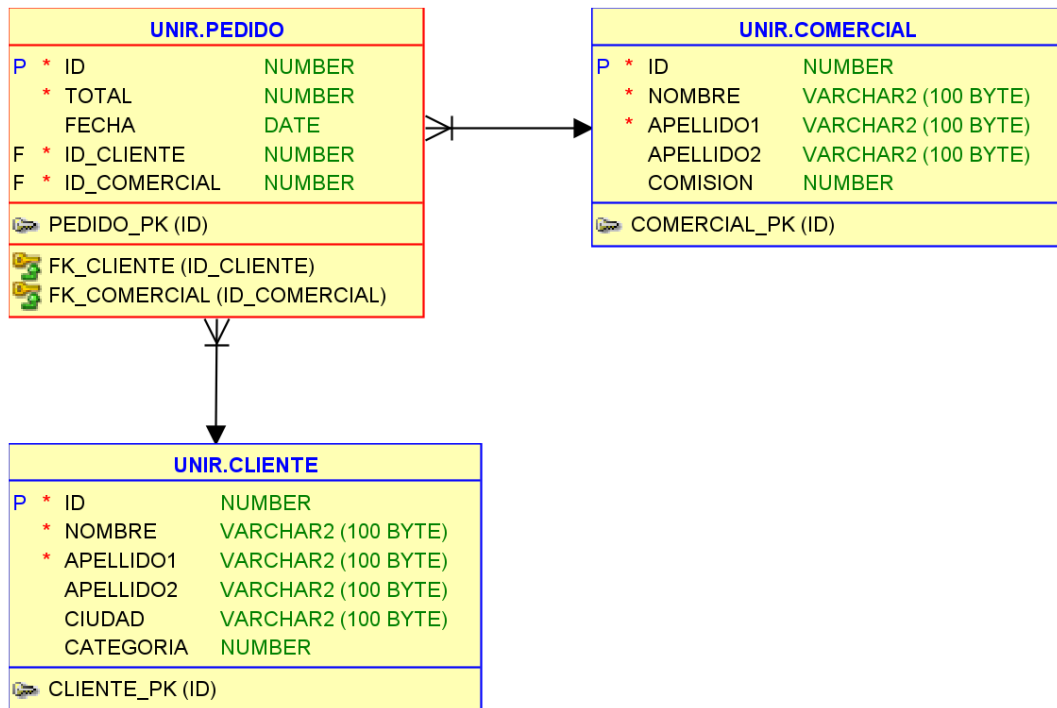 UNIR.PEDIDO
P * ID NUMBER
* TOTAL NUMBER
FECHA DATE
F * ID_CLIENTE NUMBER
F * ID_COMERCIAL NUMBER
PEDIDO_PK (ID)
FK_CLIENTE (ID_CLIENTE)
FK_COMERCIAL (ID_COMERCIAL)
UNIR.COMERCIAL
P * ID NUMBER
* NOMBRE VARCHAR2 (100 BYTE)
* APELLIDO1 VARCHAR2 (100 BYTE)
APELLIDO2 VARCHAR2 (100 BYTE)
COMISION NUMBER
COMERCIAL_PK (ID)
UNIR.CLIENTE
P * ID NUMBER
* NOMBRE VARCHAR2 (100 BYTE)
* APELLIDO1 VARCHAR2 (100 BYTE)
APELLIDO2 VARCHAR2 (100 BYTE)
CIUDAD VARCHAR2 (100 BYTE)
CATEGORIA NUMBER
CLIENTE_PK (ID)